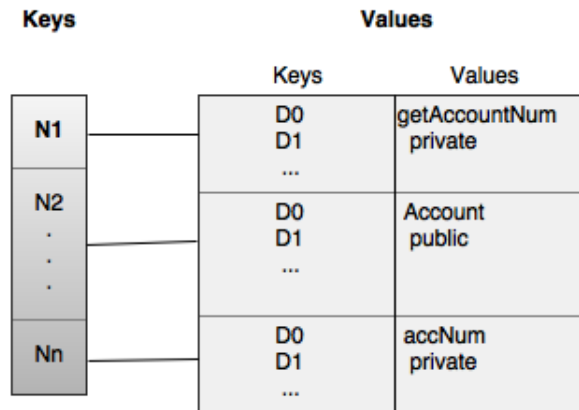 Keys Values
Keys Values
N1
D0 getAccountNum
D1 private
...
N2
.
.
.
D0 Account
D1 public
...
Nn
D0 accNum
D1 private
...